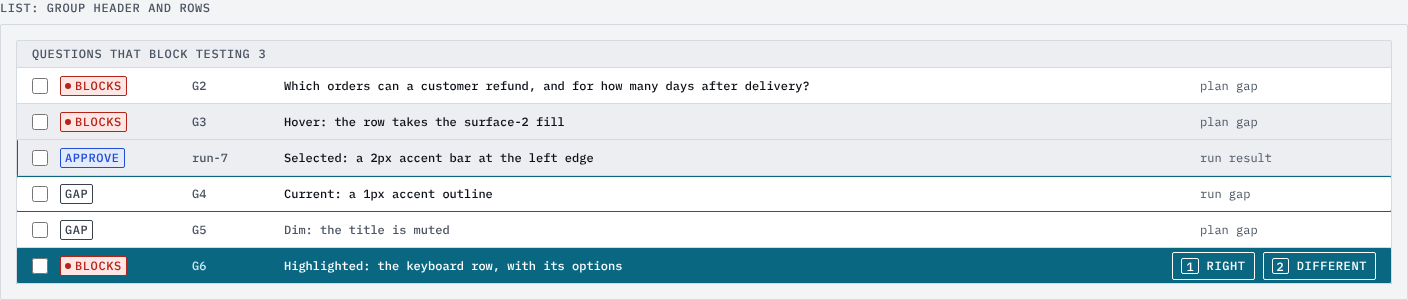 LIST: GROUP HEADER AND ROWS
QUESTIONS THAT BLOCK TESTING 3
BLOCKS G2 Which orders can a customer refund, and for how many days after delivery? plan gap
BLOCKS G3 Hover: the row takes the surface-2 fill plan gap
APPROVE run-7 Selected: a 2px accent bar at the left edge run result
GAP G4 Current: a 1px accent outline run gap
GAP G5 Dim: the title is muted plan gap
BLOCKS G6 Highlighted: the keyboard row, with its options 1 RIGHT 2 DIFFERENT